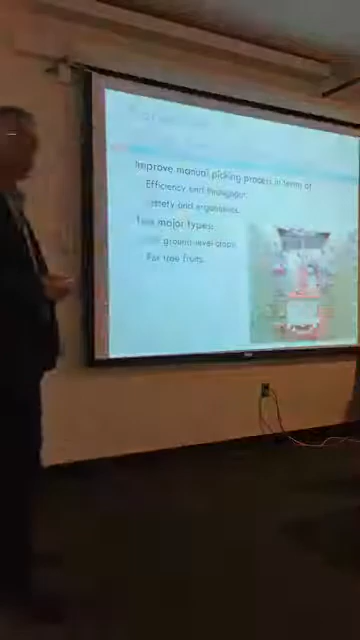 Improve manual picking process in terms of
Efficiency and throughput
safety and ergonomics.
Two major types:
ground level crops
For tree fruits.